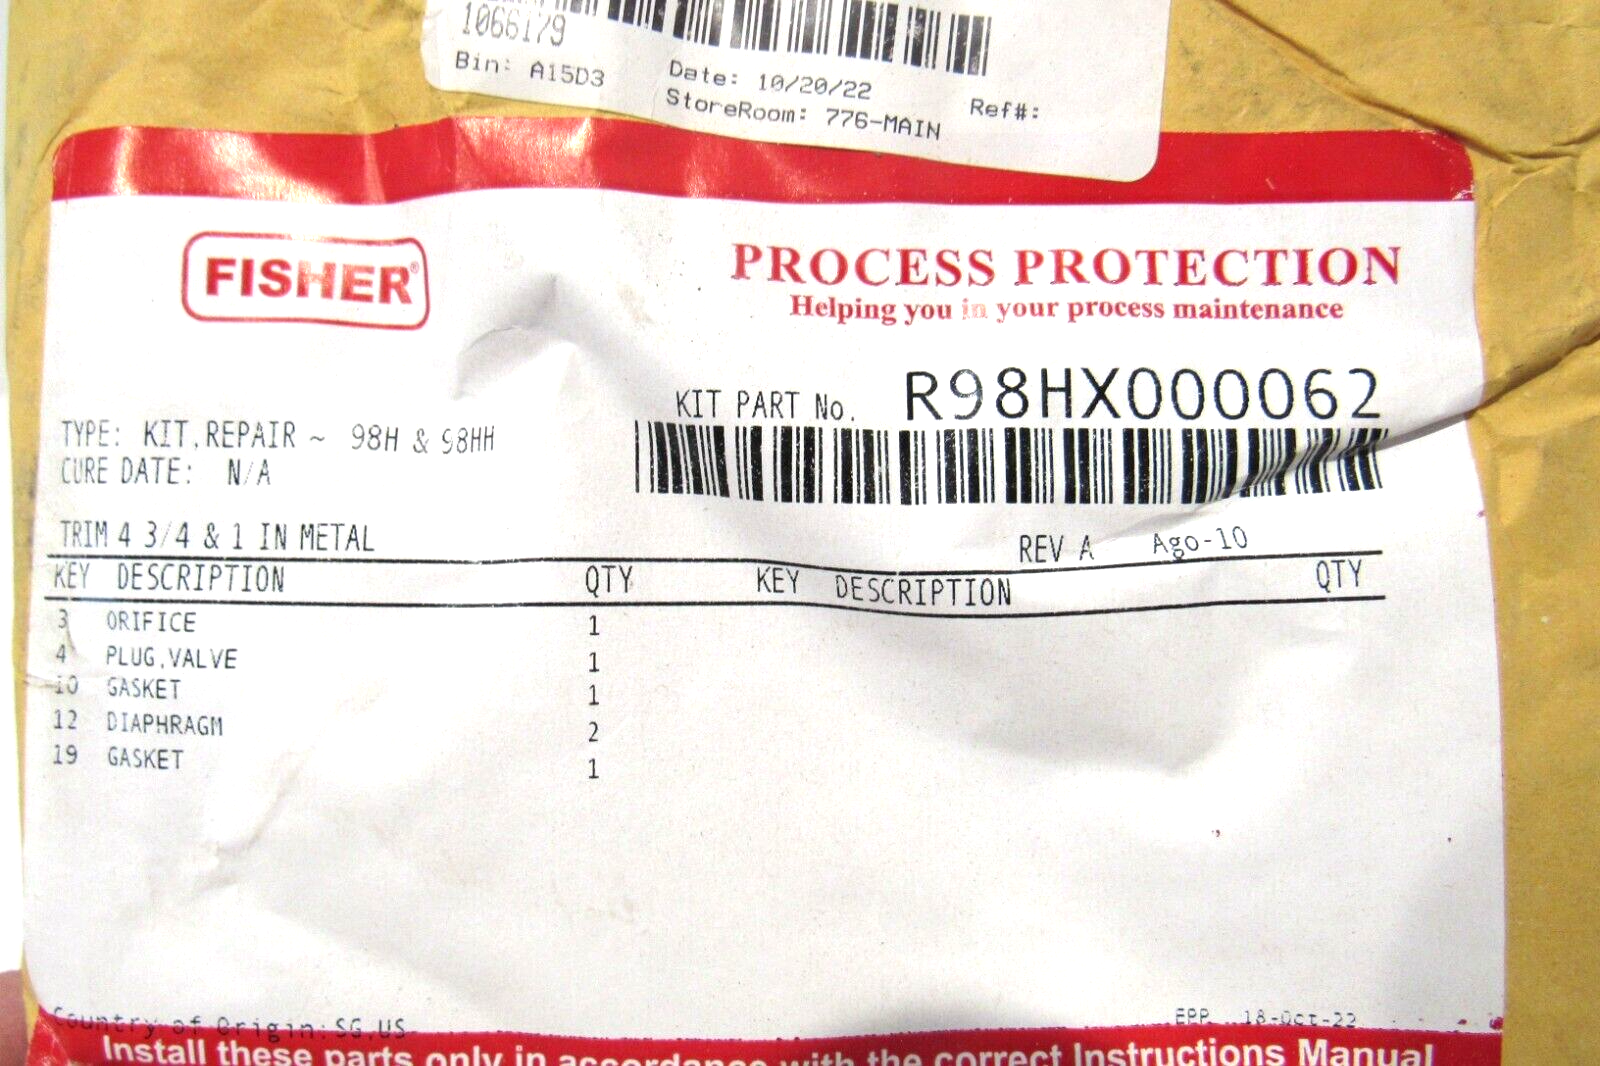 1066179
Bin: A15D3
Date: 10/20/22
Ref#:
StoreRoom: 776-MAIN
FISHER®
PROCESS PROTECTION
Helping you in your process maintenance
KIT PART No. R98HX000062
TYPE: KIT,REPAIR ~ 98H & 98HH
CURE DATE: N/A
TRIM 4 3/4 & 1 IN METAL
REV A Ago-10
KEY DESCRIPTION QTY KEY DESCRIPTION QTY
3 ORIFICE 1
4 PLUG,VALVE 1
10 GASKET 1
12 DIAPHRAGM 2
19 GASKET 1
Country of Origin: SG,US
EPP 18-Oct-22
Install these parts only in accordance with the correct Instructions Manual